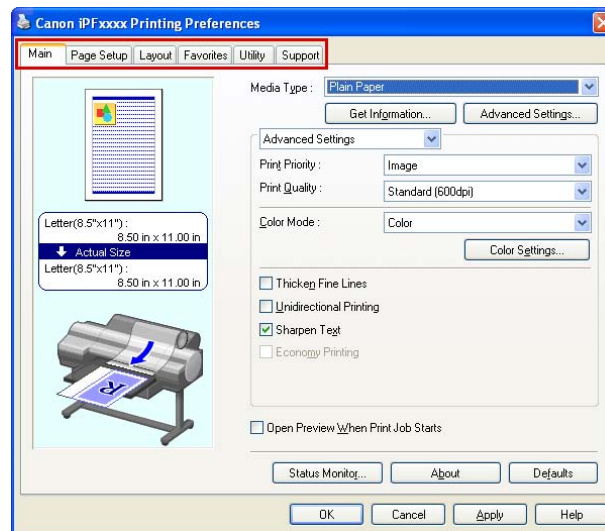 Canon iPFxxxx Printing Preferences
Main Page Setup Layout Favorites Utility Support
Media Type : Plain Paper
Get Information... Advanced Settings...
Advanced Settings
Print Priority : Image
Print Quality : Standard (600dpi)
Color Mode : Color
Color Settings...
Letter(8.5"x11") :
8.50 in x 11.00 in
Actual Size
Letter(8.5"x11") :
8.50 in x 11.00 in
Thicken Fine Lines
Unidirectional Printing
Sharpen Text
Economy Printing
R
Open Preview When Print Job Starts
Status Monitor... About Defaults
OK Cancel Apply Help